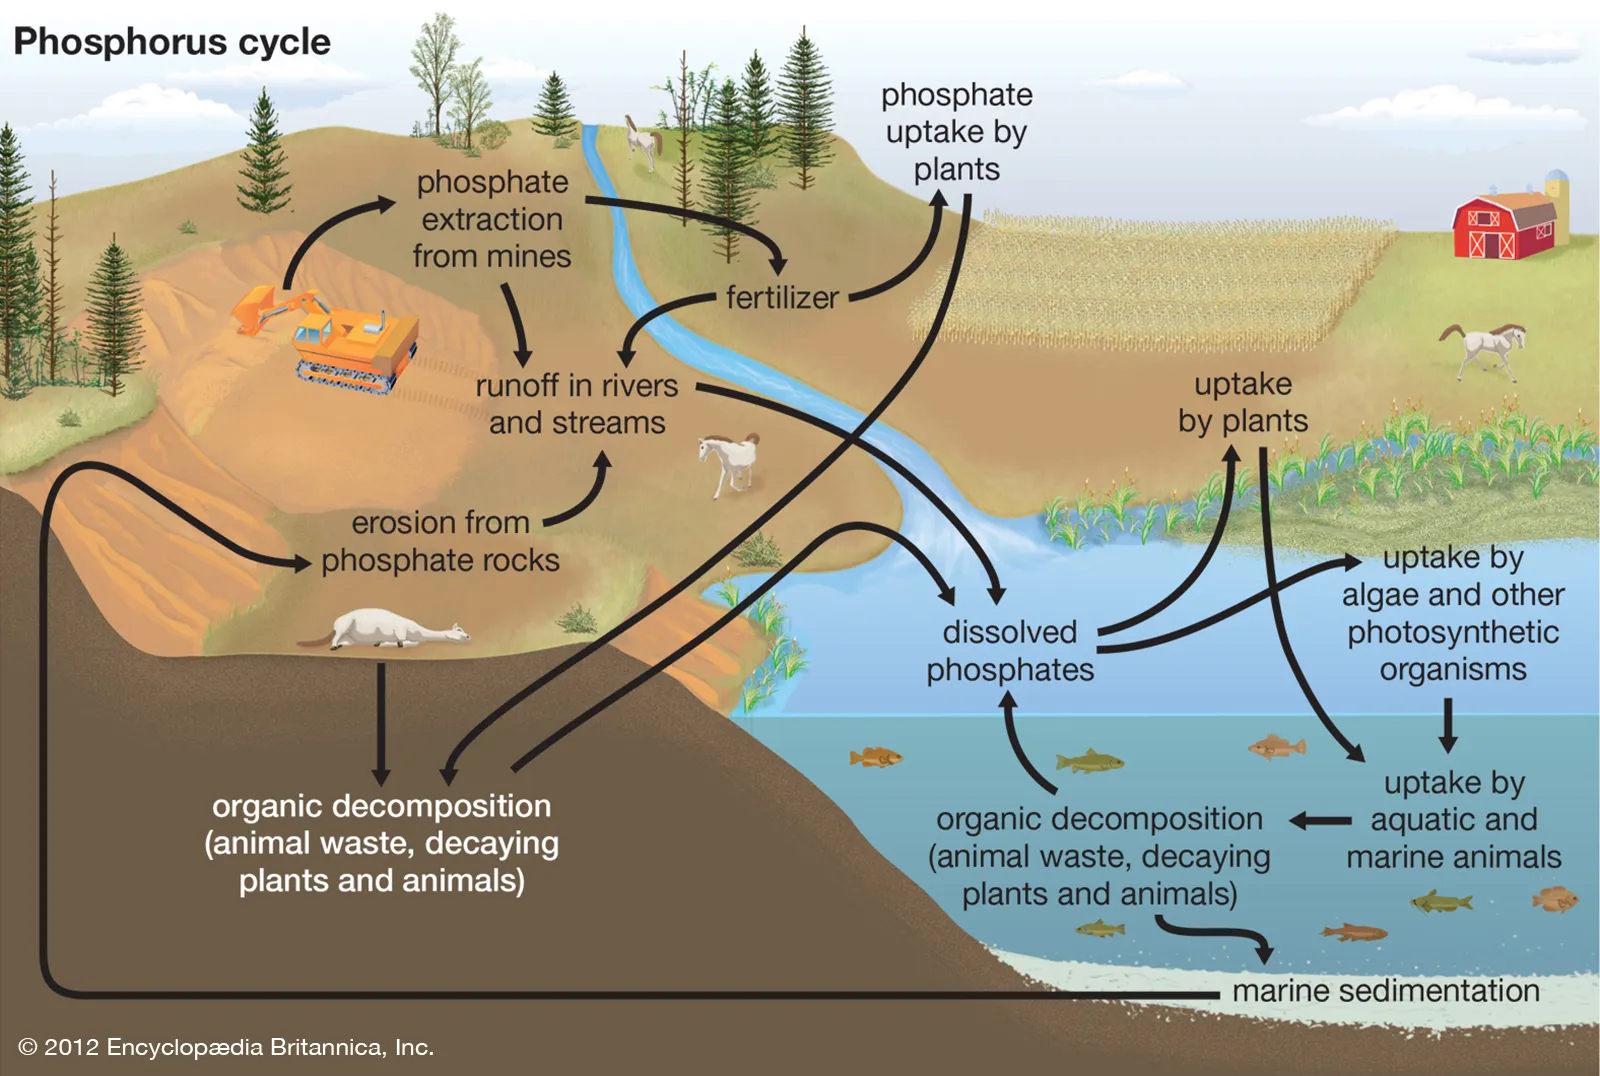 Phosphorus cycle
phosphate
uptake by
plants
phosphate
extraction
from mines
fertilizer
runoff in rivers
and streams
uptake
by plants
erosion from
phosphate rocks
uptake by
algae and other
photosynthetic
organisms
dissolved
phosphates
organic decomposition
(animal waste, decaying
plants and animals)
organic decomposition
(animal waste, decaying
plants and animals)
uptake by
aquatic and
marine animals
marine sedimentation
© 2012 Encyclopædia Britannica, Inc.